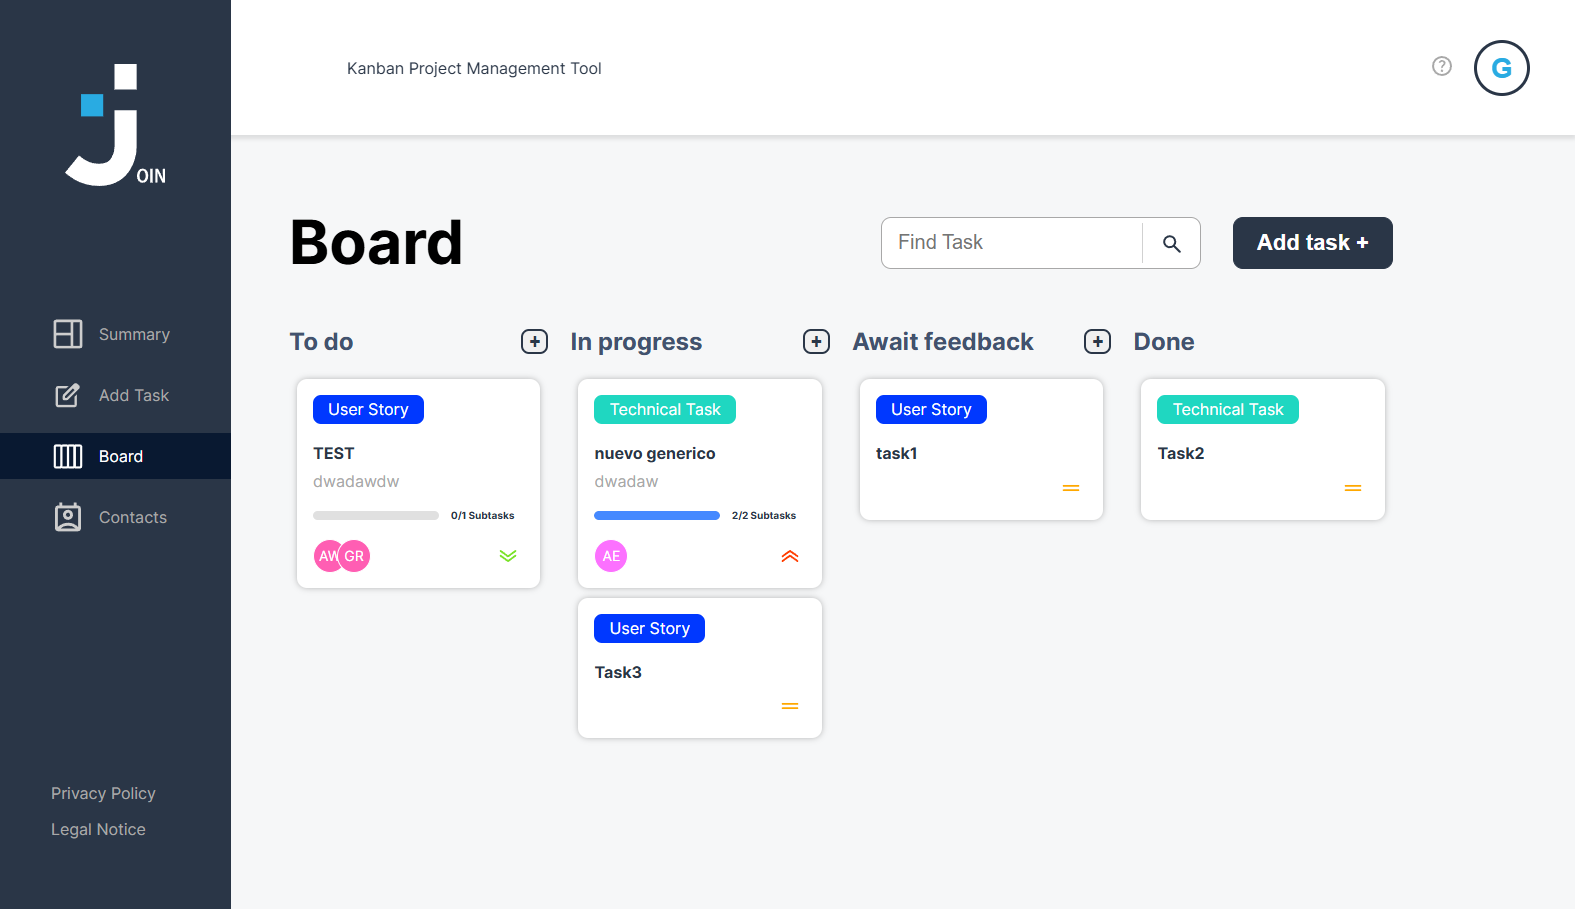 OIN
Kanban Project Management Tool
G
Summary
Add Task
Board
Contacts
Privacy Policy
Legal Notice
Board
Find Task
Add task +
To do
User Story
TEST
dwadawdw
0/1 Subtasks
AW GR
In progress
Technical Task
nuevo generico
dwadaw
2/2 Subtasks
AE
User Story
Task3
Await feedback
User Story
task1
Done
Technical Task
Task2